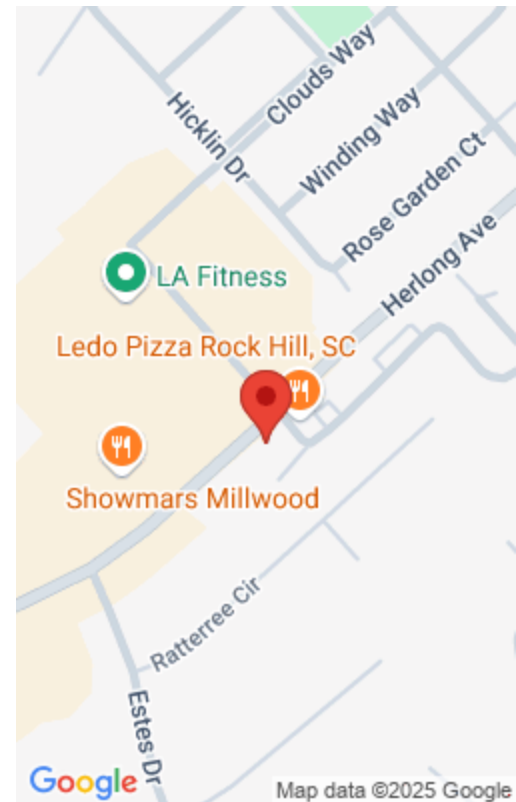 Clouds Way
Hicklin Dr
Winding Way
Rose Garden Ct
Herlong Ave
LA Fitness
Ledo Pizza Rock Hill, SC
Showmars Millwood
Ratterree Cir
Estes Dr
Google
Map data ©2025 Google